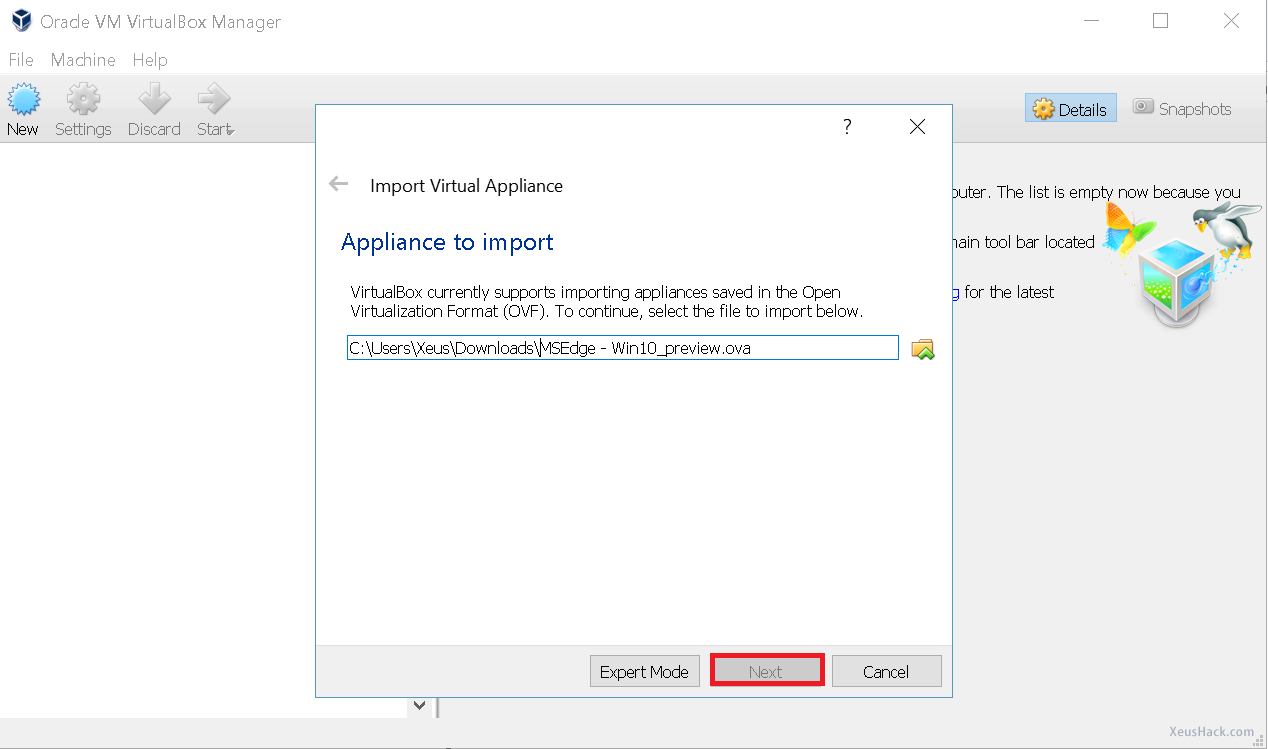 Oracle VM VirtualBox Manager
File Machine Help
New Settings Discard Start
Details Snapshots
?
Import Virtual Appliance
Appliance to import
VirtualBox currently supports importing appliances saved in the Open
Virtualization Format (OVF). To continue, select the file to import below.
C:\Users\Xeus\Downloads\MSEdge - Win10_preview.ova
Expert Mode Next Cancel
The list is empty now because you
tool bar located
for the latest
XeusHack.com